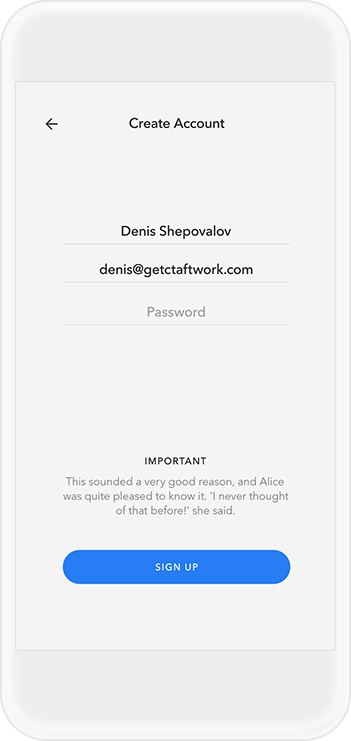 Create Account
Denis Shepovalov
denis@getctaftwork.com
Password
IMPORTANT
This sounded a very good reason, and Alice
was quite pleased to know it. 'I never thought
of that before!' she said.
SIGN UP